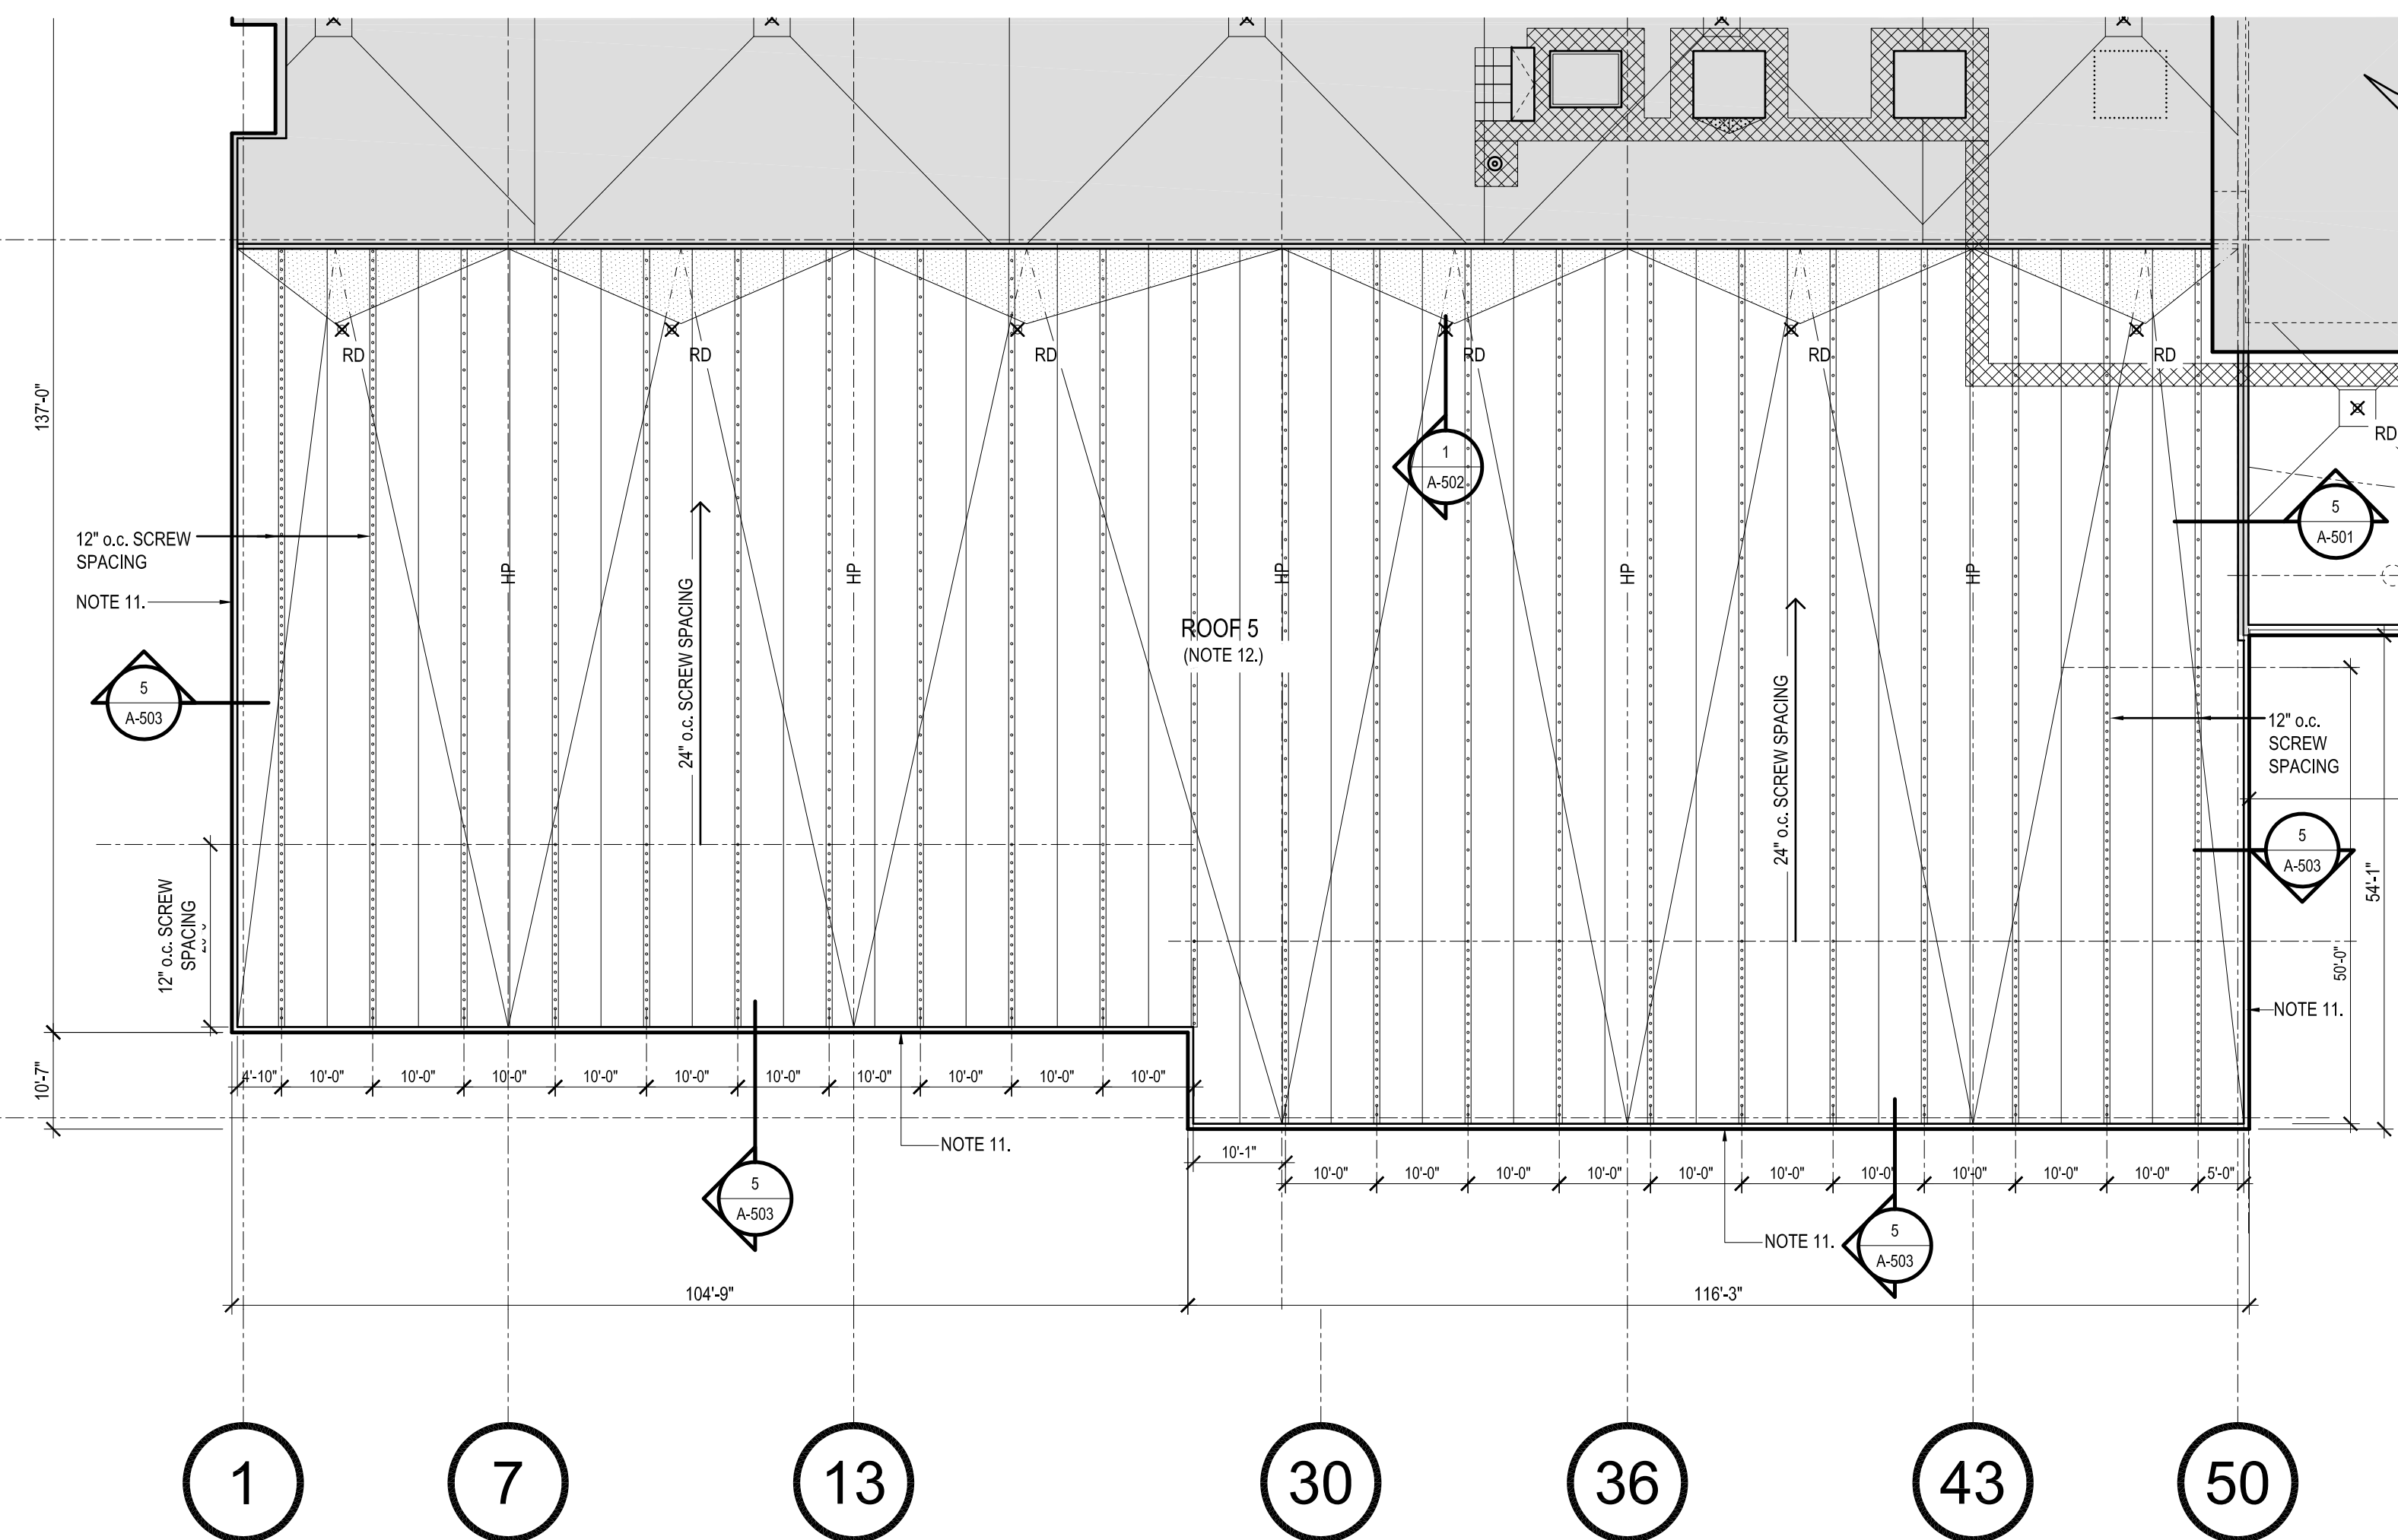 137'-0"
RD
RD
RD
RD
RD
RD
RD
1
A-502
5
A-501
12" o.c. SCREW
SPACING
NOTE 11.
HP
HP
HP
HP
HP
24" o.c. SCREW SPACING
ROOF 5
(NOTE 12.)
24" o.c. SCREW SPACING
5
A-503
12" o.c.
SCREW
SPACING
5
A-503
54'-1"
50'-0"
12" o.c. SCREW
SPACING
NOTE 11.
10'-7"
4'-10"
10'-0"
10'-0"
10'-0"
10'-0"
10'-0"
10'-0"
10'-0"
10'-0"
10'-0"
10'-0"
NOTE 11.
10'-1"
10'-0"
10'-0"
10'-0"
10'-0"
10'-0"
10'-0"
10'-0"
10'-0"
10'-0"
10'-0"
5'-0"
5
A-503
NOTE 11.
5
A-503
104'-9"
116'-3"
1
7
13
30
36
43
50